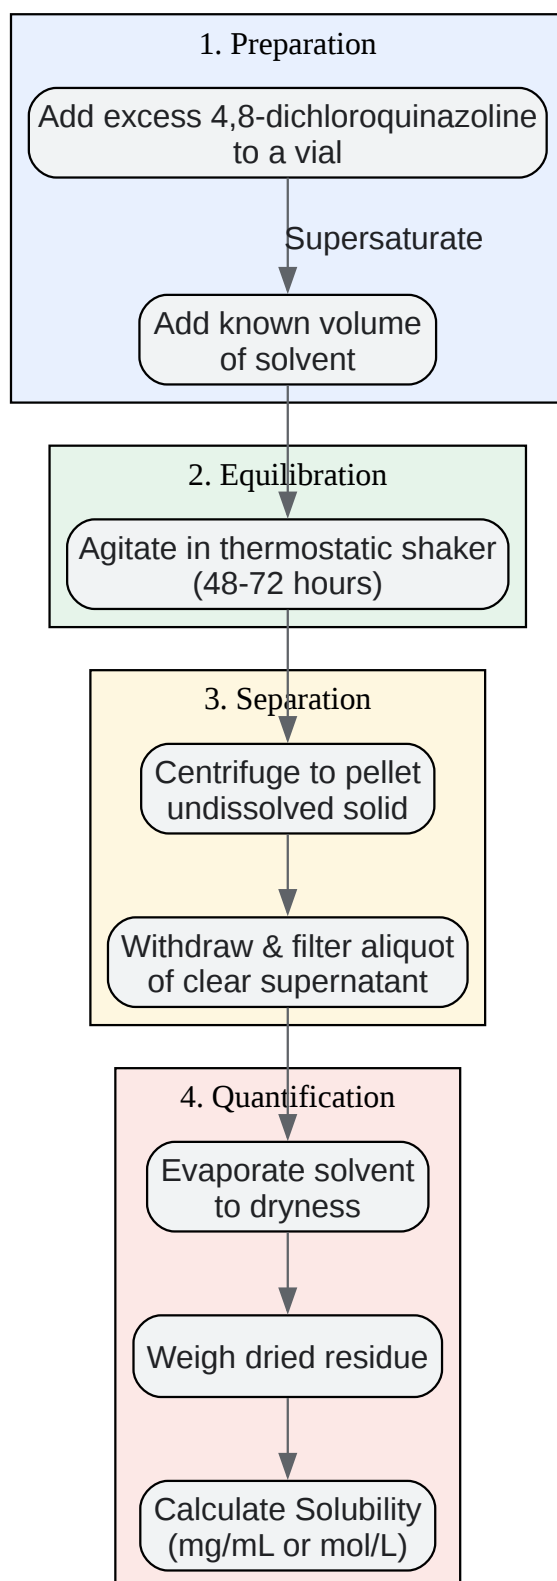 1. Preparation
Add excess 4,8-dichloroquinazoline
to a vial
Supersaturate
Add known volume
of solvent
2. Equilibration
Agitate in thermostatic shaker
(48-72 hours)
3. Separation
Centrifuge to pellet
undissolved solid
Withdraw & filter aliquot
of clear supernatant
4. Quantification
Evaporate solvent
to dryness
Weigh dried residue
Calculate Solubility
(mg/mL or mol/L)